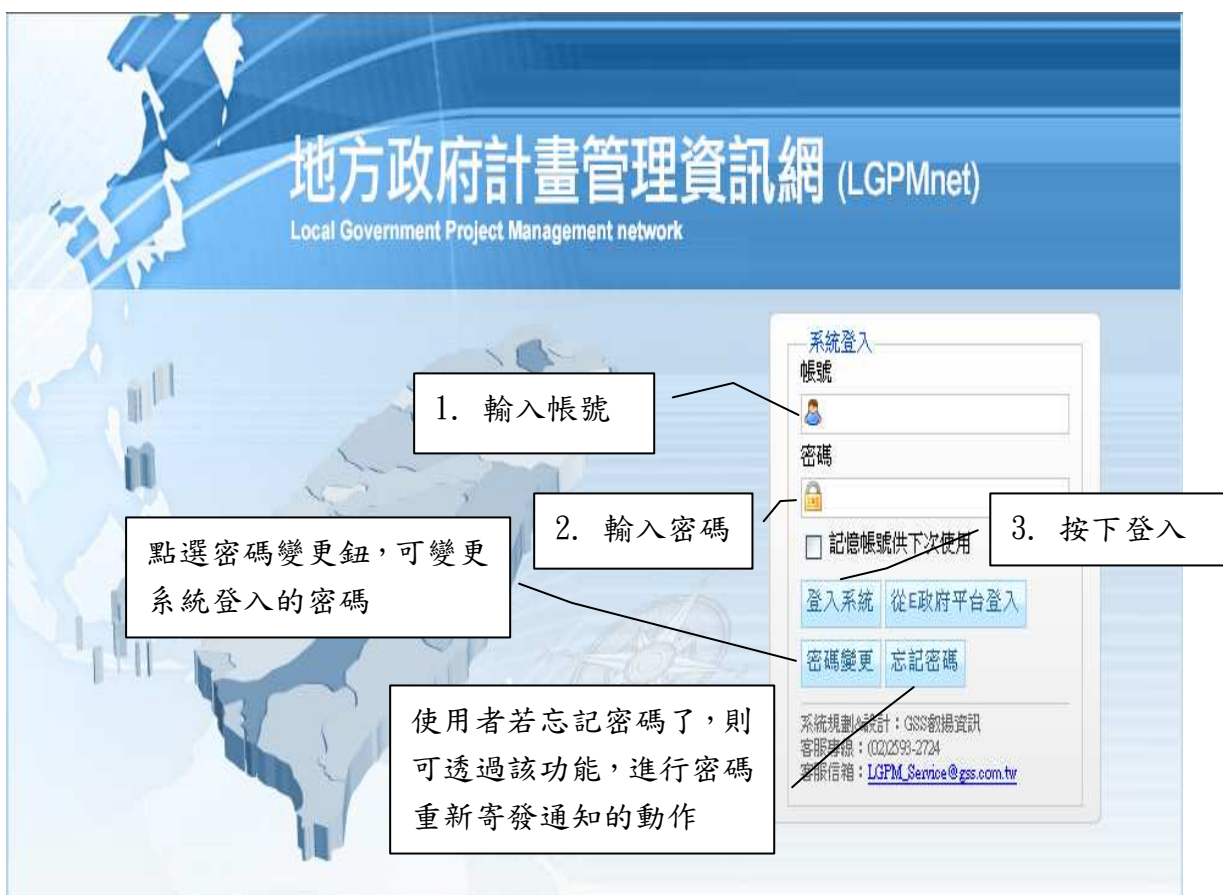 地方政府計畫管理資訊網 (LGPMnet)
Local Government Project Management network
系統登入
帳號
1. 輸入帳號
密碼
2. 輸入密碼
3. 按下登入
記憶帳號供下次使用
點選密碼變更鈕，可變更
系統登入的密碼
登入系統 從E政府平台登入
密碼變更 忘記密碼
使用者若忘記密碼了，則
可透過該功能，進行密碼
重新寄發通知的動作
系統規劃&設計：GSS叡揚資訊
客服專線：(02)2593-2724
客服信箱：LGPM_Service@gss.com.tw